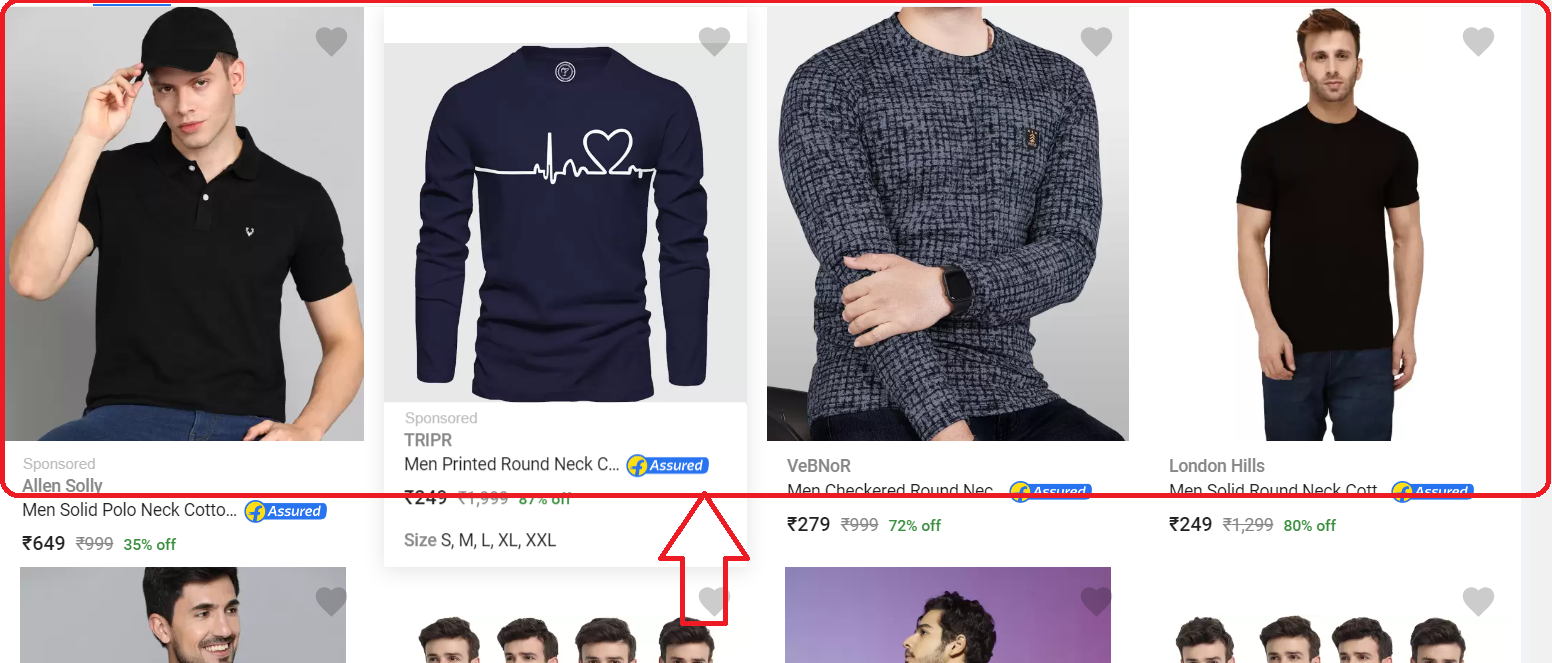 Sponsored
Allen Solly
Men Solid Polo Neck Cotto...
Assured
₹649 ₹999 35% off
Sponsored
TRIPR
Men Printed Round Neck C...
Assured
₹249 ₹1,999 87% off
Size S, M, L, XL, XXL
VeBNoR
Men Checkered Round Nec...
Assured
₹279 ₹999 72% off
London Hills
Men Solid Round Neck Cott...
Assured
₹249 ₹1,299 80% off